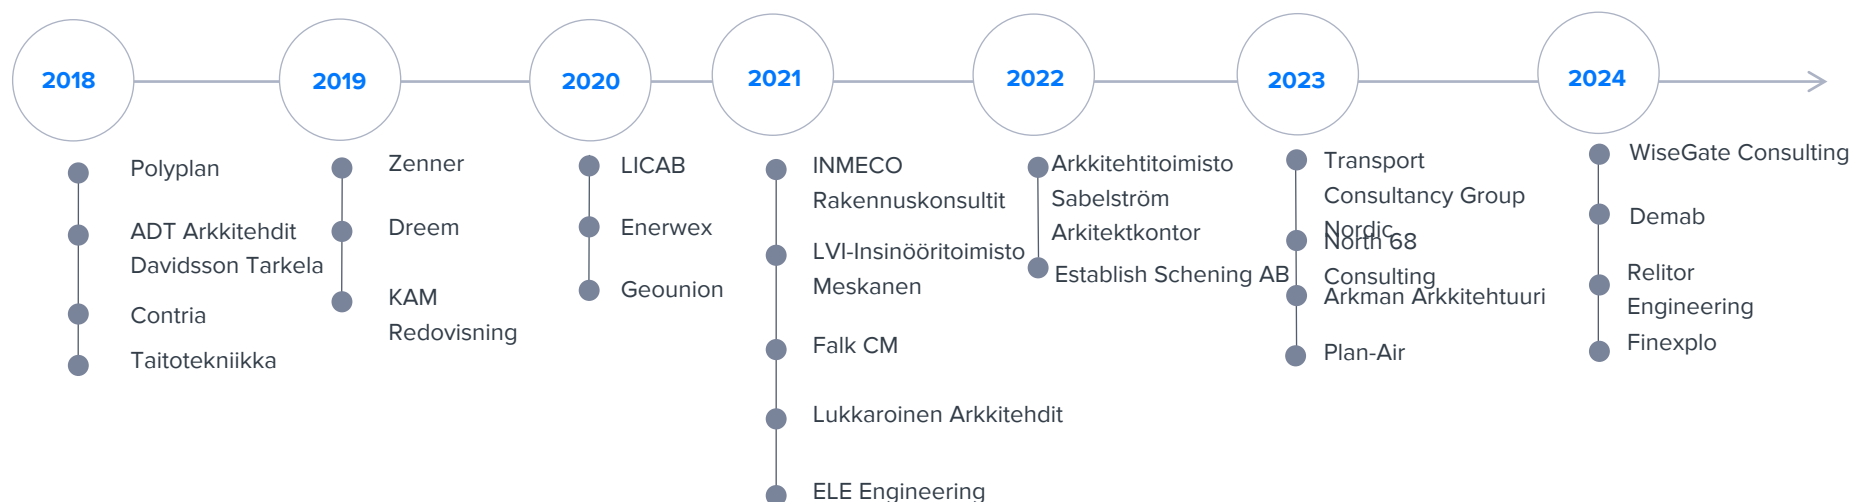 2018
2019
2020
2021
2022
2023
2024
Polyplan
ADT Arkkitehdit
Davidsson Tarkela
Contria
Taitotekniikka
Zenner
Dreem
KAM
Redovisning
LICAB
Enerwex
Geounion
INMECO
Rakennuskonsultit
LVI-Insinööritoimisto
Meskanen
Falk CM
Lukkaroinen Arkkitehdit
ELE Engineering
Arkkitehtitoimisto
Sabelström
Arkitektkontor
Establish Schening AB
Transport
Consultancy Group
Nordic
North 68
Consulting
Arkman Arkkitehtuuri
Plan-Air
WiseGate Consulting
Demab
Relitor
Engineering
Finexplo